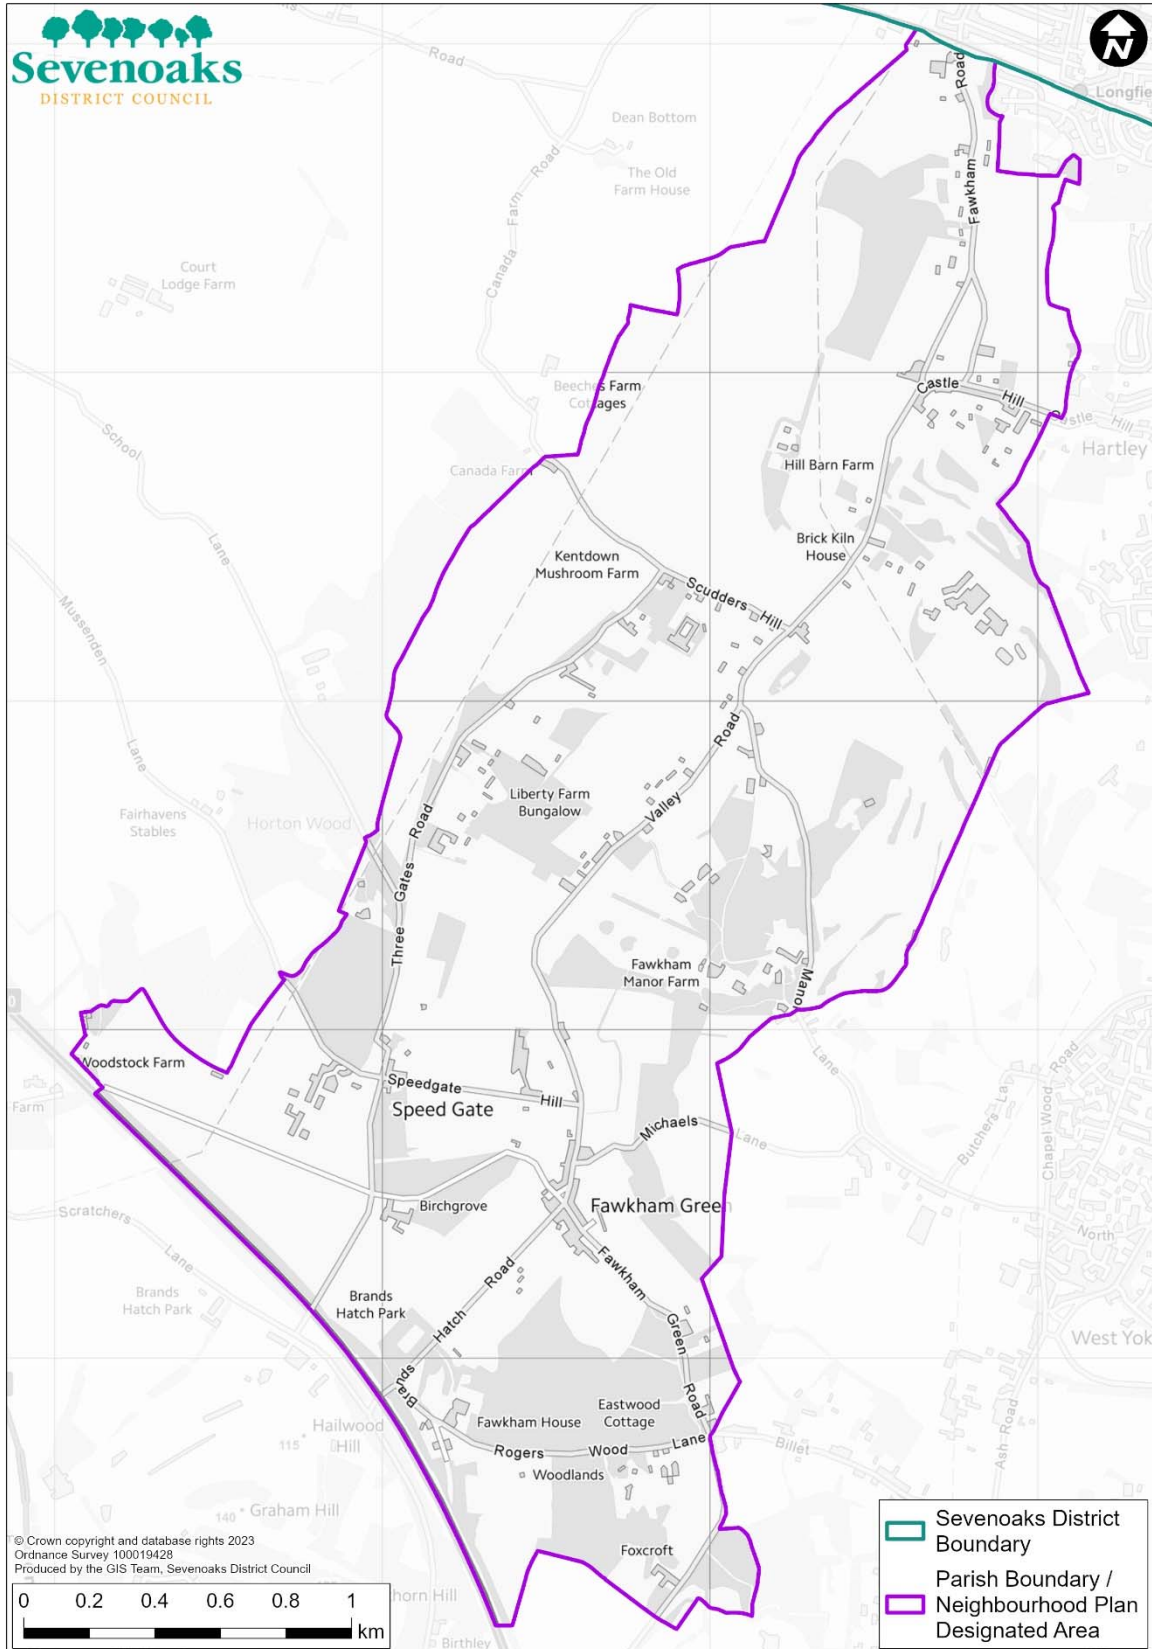 Sevenoaks
DISTRICT COUNCIL
N
Road
Road
Longfie
Dean Bottom
The Old
Farm House
Fawkham
Canada Farm Road
Court
Lodge Farm
Beeches Farm
Cottages
Castle Hill
Castle Hill
Hartley
School Lane
Canada Farm
Hill Barn Farm
Brick Kiln
House
Kentdown
Mushroom Farm
Scudders Hill
Mussenden Lane
Valley Road
Fairhavens
Stables
Horton Wood
Liberty Farm
Bungalow
Three Gates Road
Fawkham
Manor Farm
Manor
Lane
Woodstock Farm
Farm
Speedgate Hill
Speed Gate
Michaels Lane
Butchers La
Chapel Wood Road
Birchgrove
Fawkham Green
Scratchers Lane
North
Brands
Hatch Park
Brands
Hatch Park
Brands Hatch Road
Fawkham Green Road
West Yok
Hailwood
Hill
115
Fawkham House
Eastwood
Cottage
Rogers Wood Lane
Billet
Ash Road
Woodlands
140
Graham Hill
Foxcroft
© Crown copyright and database rights 2023
Ordnance Survey 100019428
Produced by the GIS Team, Sevenoaks District Council
0 0.2 0.4 0.6 0.8 1
km
thorn Hill
Birthley
Sevenoaks District
Boundary
Parish Boundary /
Neighbourhood Plan
Designated Area